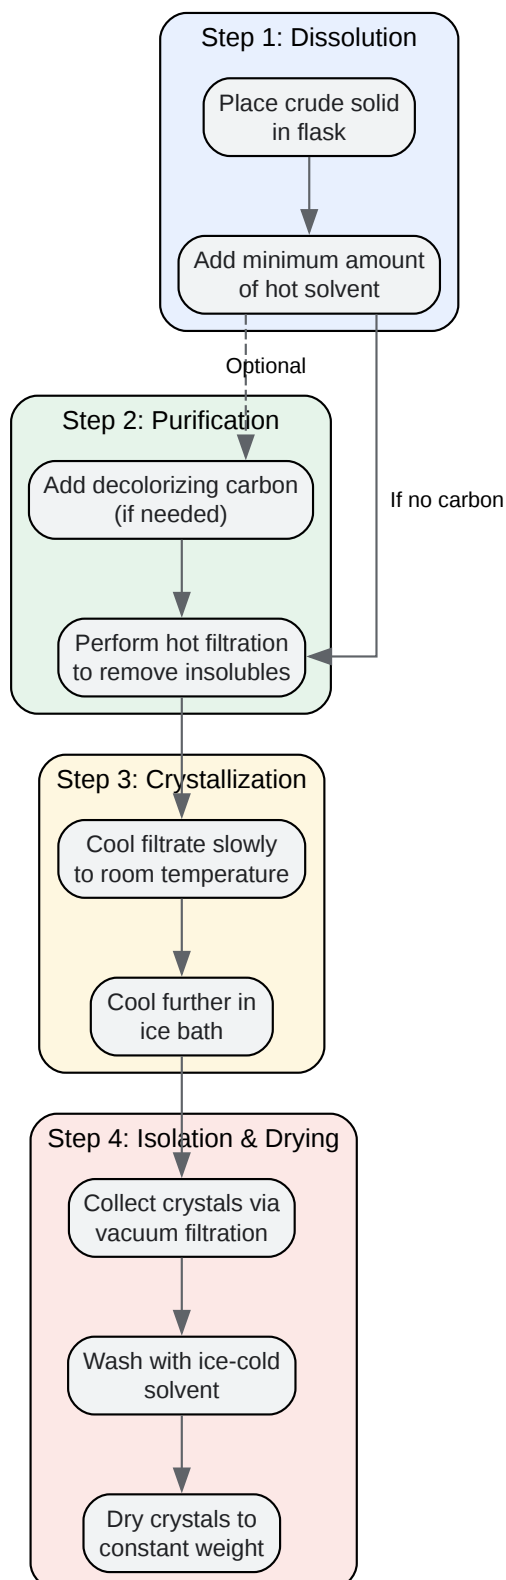 Step 1: Dissolution
Place crude solid
in flask
Add minimum amount
of hot solvent
Optional
Step 2: Purification
Add decolorizing carbon
(if needed)
If no carbon
Perform hot filtration
to remove insolubles
Step 3: Crystallization
Cool filtrate slowly
to room temperature
Cool further in
ice bath
Step 4: Isolation & Drying
Collect crystals via
vacuum filtration
Wash with ice-cold
solvent
Dry crystals to
constant weight